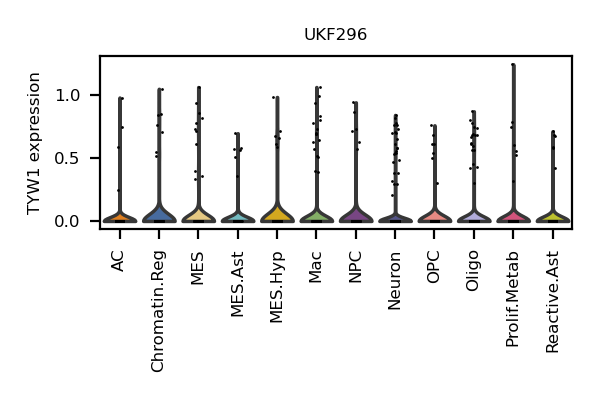 UKF296
TYW1 expression
1.0
0.5
0.0
AC
Chromatin.Reg
MES
MES.Ast
MES.Hyp
Mac
NPC
Neuron
OPC
Oligo
Prolif.Metab
Reactive.Ast